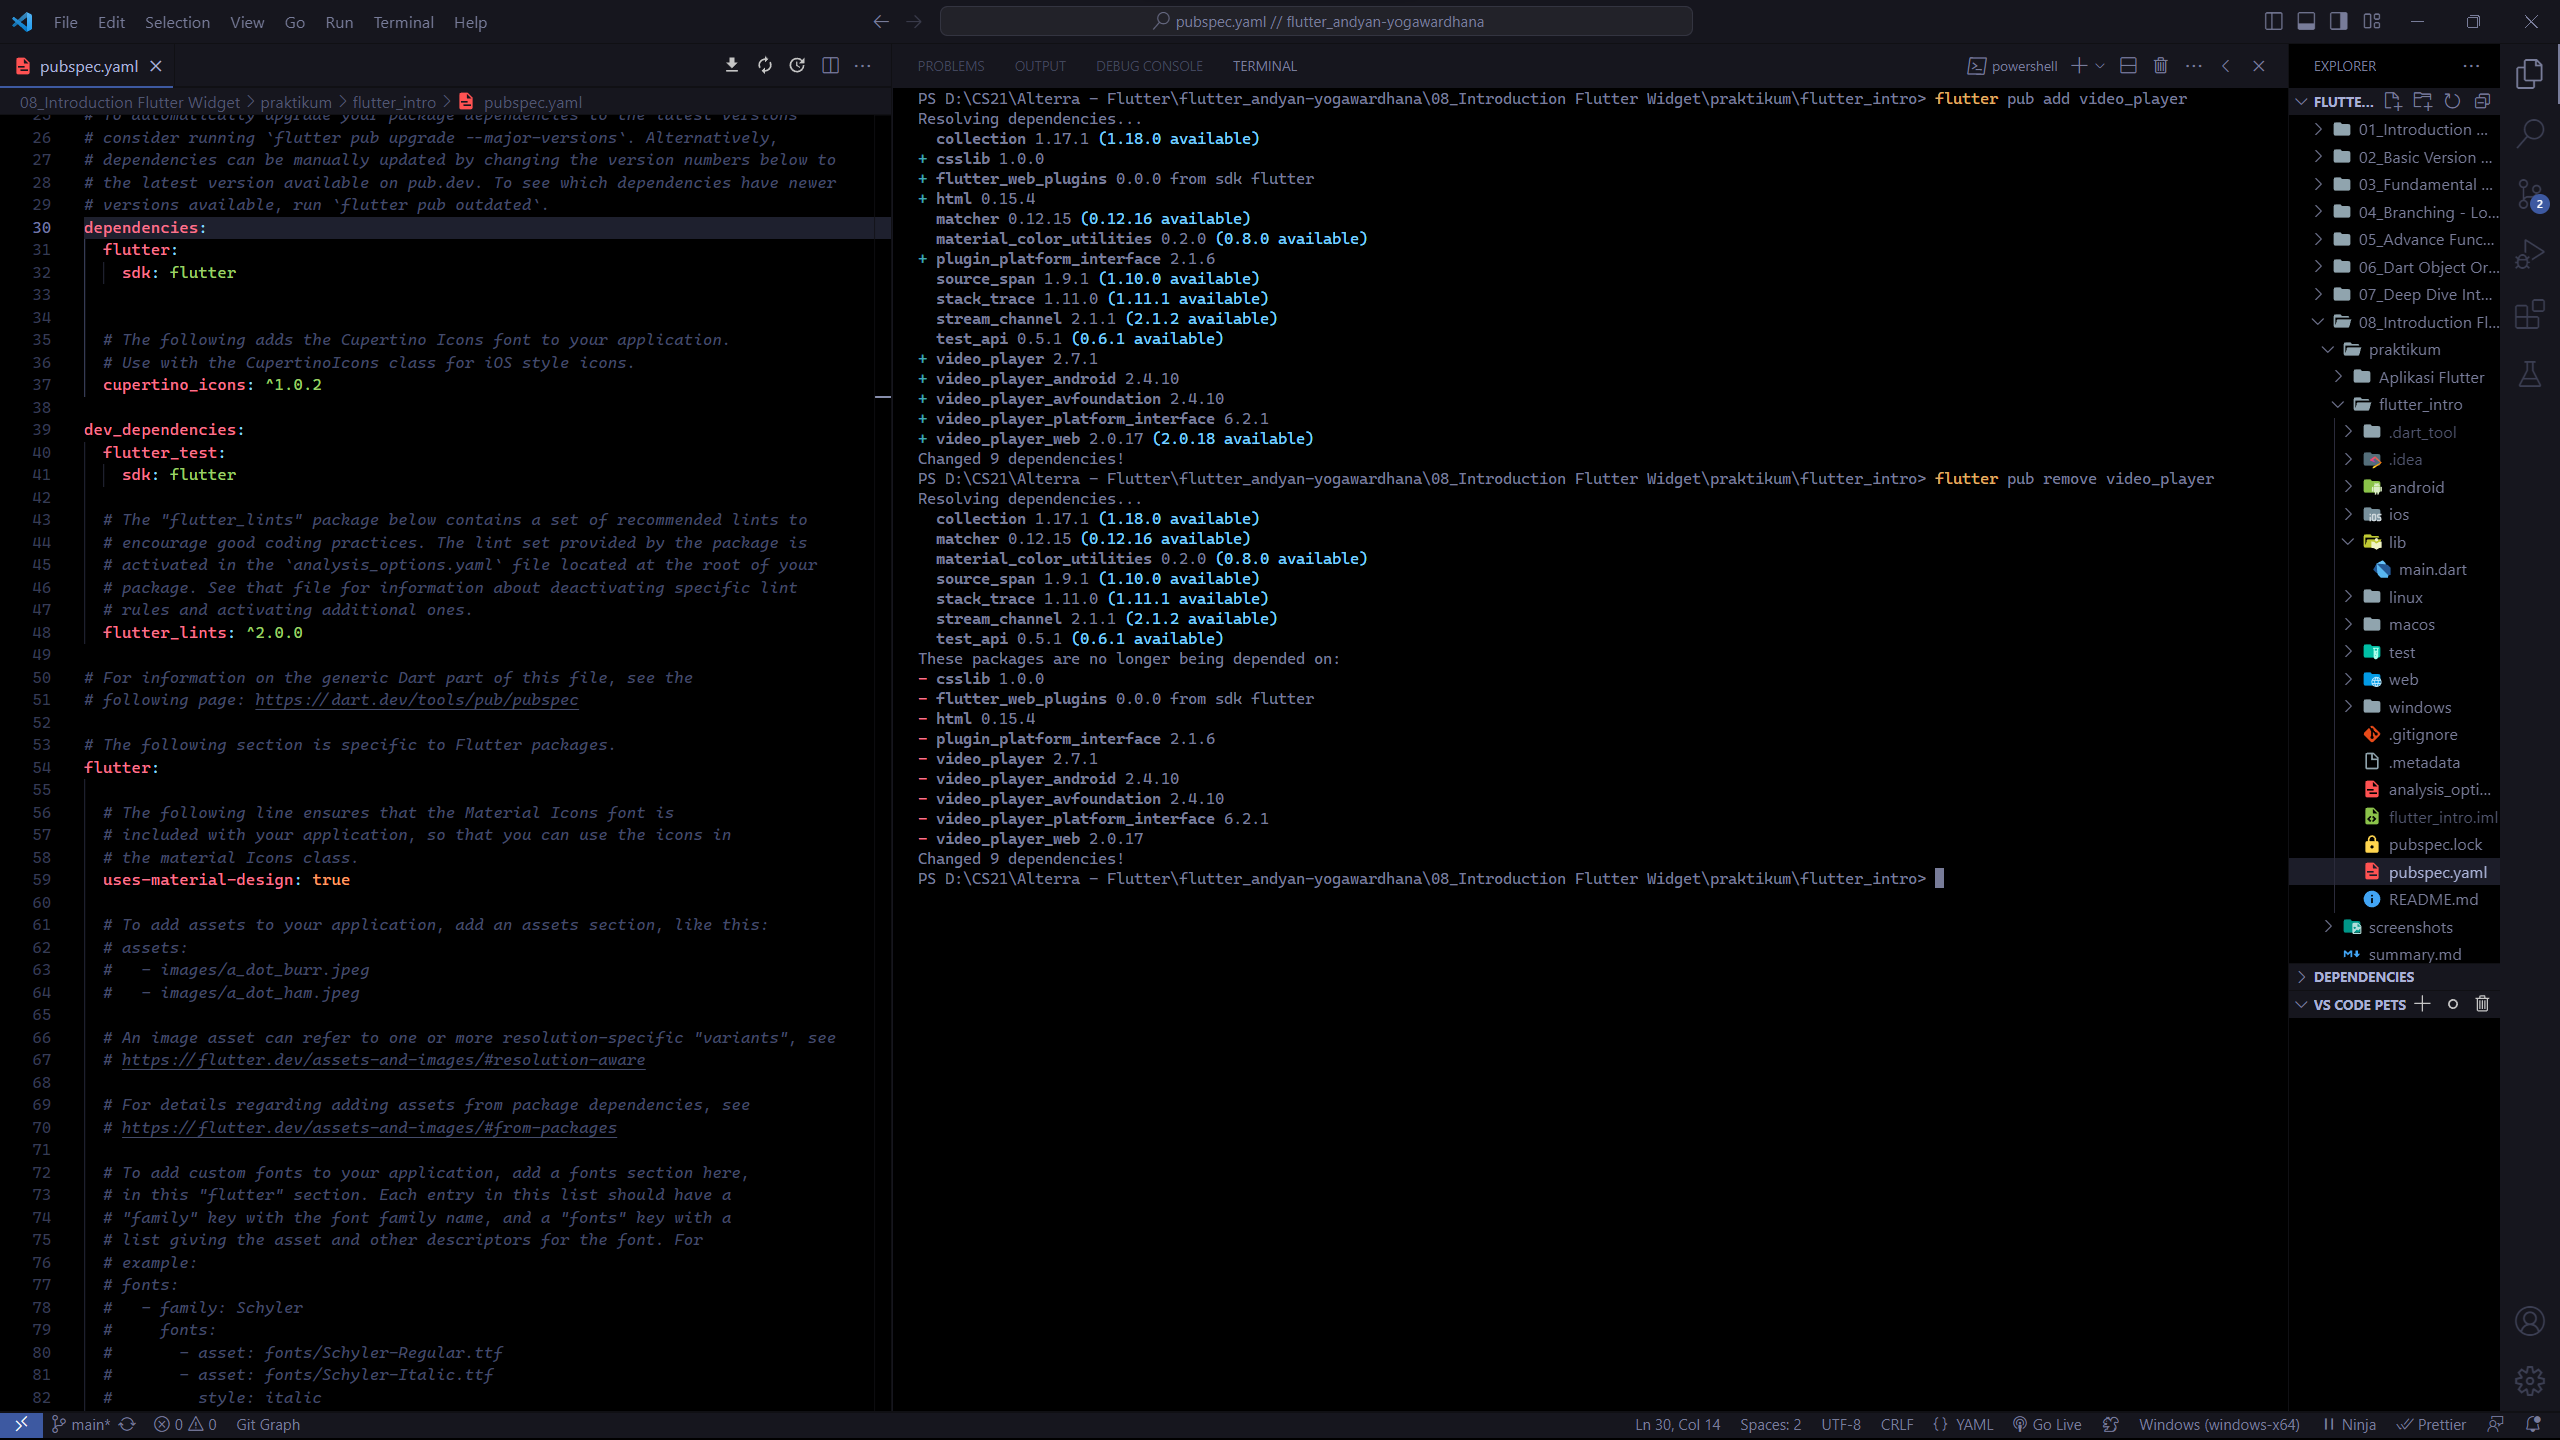 File Edit Selection View Go Run Terminal Help
pubspec.yaml // flutter_andyan-yogawardhana
pubspec.yaml
08_Introduction Flutter Widget > praktikum > flutter_intro > pubspec.yaml
25 # To automatically upgrade your package dependencies to the latest versions
26 # consider running `flutter pub upgrade --major-versions`. Alternatively,
27 # dependencies can be manually updated by changing the version numbers below to
28 # the latest version available on pub.dev. To see which dependencies have newer
29 # versions available, run `flutter pub outdated`.
30 dependencies:
31 flutter:
32 sdk: flutter
33
34
35 # The following adds the Cupertino Icons font to your application.
36 # Use with the CupertinoIcons class for iOS style icons.
37 cupertino_icons: ^1.0.2
38
39 dev_dependencies:
40 flutter_test:
41 sdk: flutter
42
43 # The "flutter_lints" package below contains a set of recommended lints to
44 # encourage good coding practices. The lint set provided by the package is
45 # activated in the `analysis_options.yaml` file located at the root of your
46 # package. See that file for information about deactivating specific lint
47 # rules and activating additional ones.
48 flutter_lints: ^2.0.0
49
50 # For information on the generic Dart part of this file, see the
51 # following page: https://dart.dev/tools/pub/pubspec
52
53 # The following section is specific to Flutter packages.
54 flutter:
55
56 # The following line ensures that the Material Icons font is
57 # included with your application, so that you can use the icons in
58 # the material Icons class.
59 uses-material-design: true
60
61 # To add assets to your application, add an assets section, like this:
62 # assets:
63 #   - images/a_dot_burr.jpeg
64 #   - images/a_dot_ham.jpeg
65
66 # An image asset can refer to one or more resolution-specific "variants", see
67 # https://flutter.dev/assets-and-images/#resolution-aware
68
69 # For details regarding adding assets from package dependencies, see
70 # https://flutter.dev/assets-and-images/#from-packages
71
72 # To add custom fonts to your application, add a fonts section here,
73 # in this "flutter" section. Each entry in this list should have a
74 # "family" key with the font family name, and a "fonts" key with a
75 # list giving the asset and other descriptors for the font. For
76 # example:
77 # fonts:
78 #   - family: Schyler
79 #     fonts:
80 #       - asset: fonts/Schyler-Regular.ttf
81 #       - asset: fonts/Schyler-Italic.ttf
82 #         style: italic
PROBLEMS OUTPUT DEBUG CONSOLE TERMINAL powershell
PS D:\CS21\Alterra - Flutter\flutter_andyan-yogawardhana\08_Introduction Flutter Widget\praktikum\flutter_intro> flutter pub add video_player
Resolving dependencies...
collection 1.17.1 (1.18.0 available)
+ csslib 1.0.0
+ flutter_web_plugins 0.0.0 from sdk flutter
+ html 0.15.4
matcher 0.12.15 (0.12.16 available)
material_color_utilities 0.2.0 (0.8.0 available)
+ plugin_platform_interface 2.1.6
source_span 1.9.1 (1.10.0 available)
stack_trace 1.11.0 (1.11.1 available)
stream_channel 2.1.1 (2.1.2 available)
test_api 0.5.1 (0.6.1 available)
+ video_player 2.7.1
+ video_player_android 2.4.10
+ video_player_avfoundation 2.4.10
+ video_player_platform_interface 6.2.1
+ video_player_web 2.0.17 (2.0.18 available)
Changed 9 dependencies!
PS D:\CS21\Alterra - Flutter\flutter_andyan-yogawardhana\08_Introduction Flutter Widget\praktikum\flutter_intro> flutter pub remove video_player
Resolving dependencies...
collection 1.17.1 (1.18.0 available)
matcher 0.12.15 (0.12.16 available)
material_color_utilities 0.2.0 (0.8.0 available)
source_span 1.9.1 (1.10.0 available)
stack_trace 1.11.0 (1.11.1 available)
stream_channel 2.1.1 (2.1.2 available)
test_api 0.5.1 (0.6.1 available)
These packages are no longer being depended on:
- csslib 1.0.0
- flutter_web_plugins 0.0.0 from sdk flutter
- html 0.15.4
- plugin_platform_interface 2.1.6
- video_player 2.7.1
- video_player_android 2.4.10
- video_player_avfoundation 2.4.10
- video_player_platform_interface 6.2.1
- video_player_web 2.0.17
Changed 9 dependencies!
PS D:\CS21\Alterra - Flutter\flutter_andyan-yogawardhana\08_Introduction Flutter Widget\praktikum\flutter_intro>
EXPLORER
FLUTTE...
01_Introduction ...
02_Basic Version ...
03_Fundamental ...
04_Branching - Lo...
05_Advance Func...
06_Dart Object Or...
07_Deep Dive Int...
08_Introduction Fl...
praktikum
Aplikasi Flutter
flutter_intro
.dart_tool
.idea
android
ios
lib
main.dart
linux
macos
test
web
windows
.gitignore
.metadata
analysis_opti...
flutter_intro.iml
pubspec.lock
pubspec.yaml
README.md
screenshots
summary.md
DEPENDENCIES
VS CODE PETS
2
main* 0 0 Git Graph Ln 30, Col 14 Spaces: 2 UTF-8 CRLF {} YAML Go Live Windows (windows-x64) Ninja Prettier